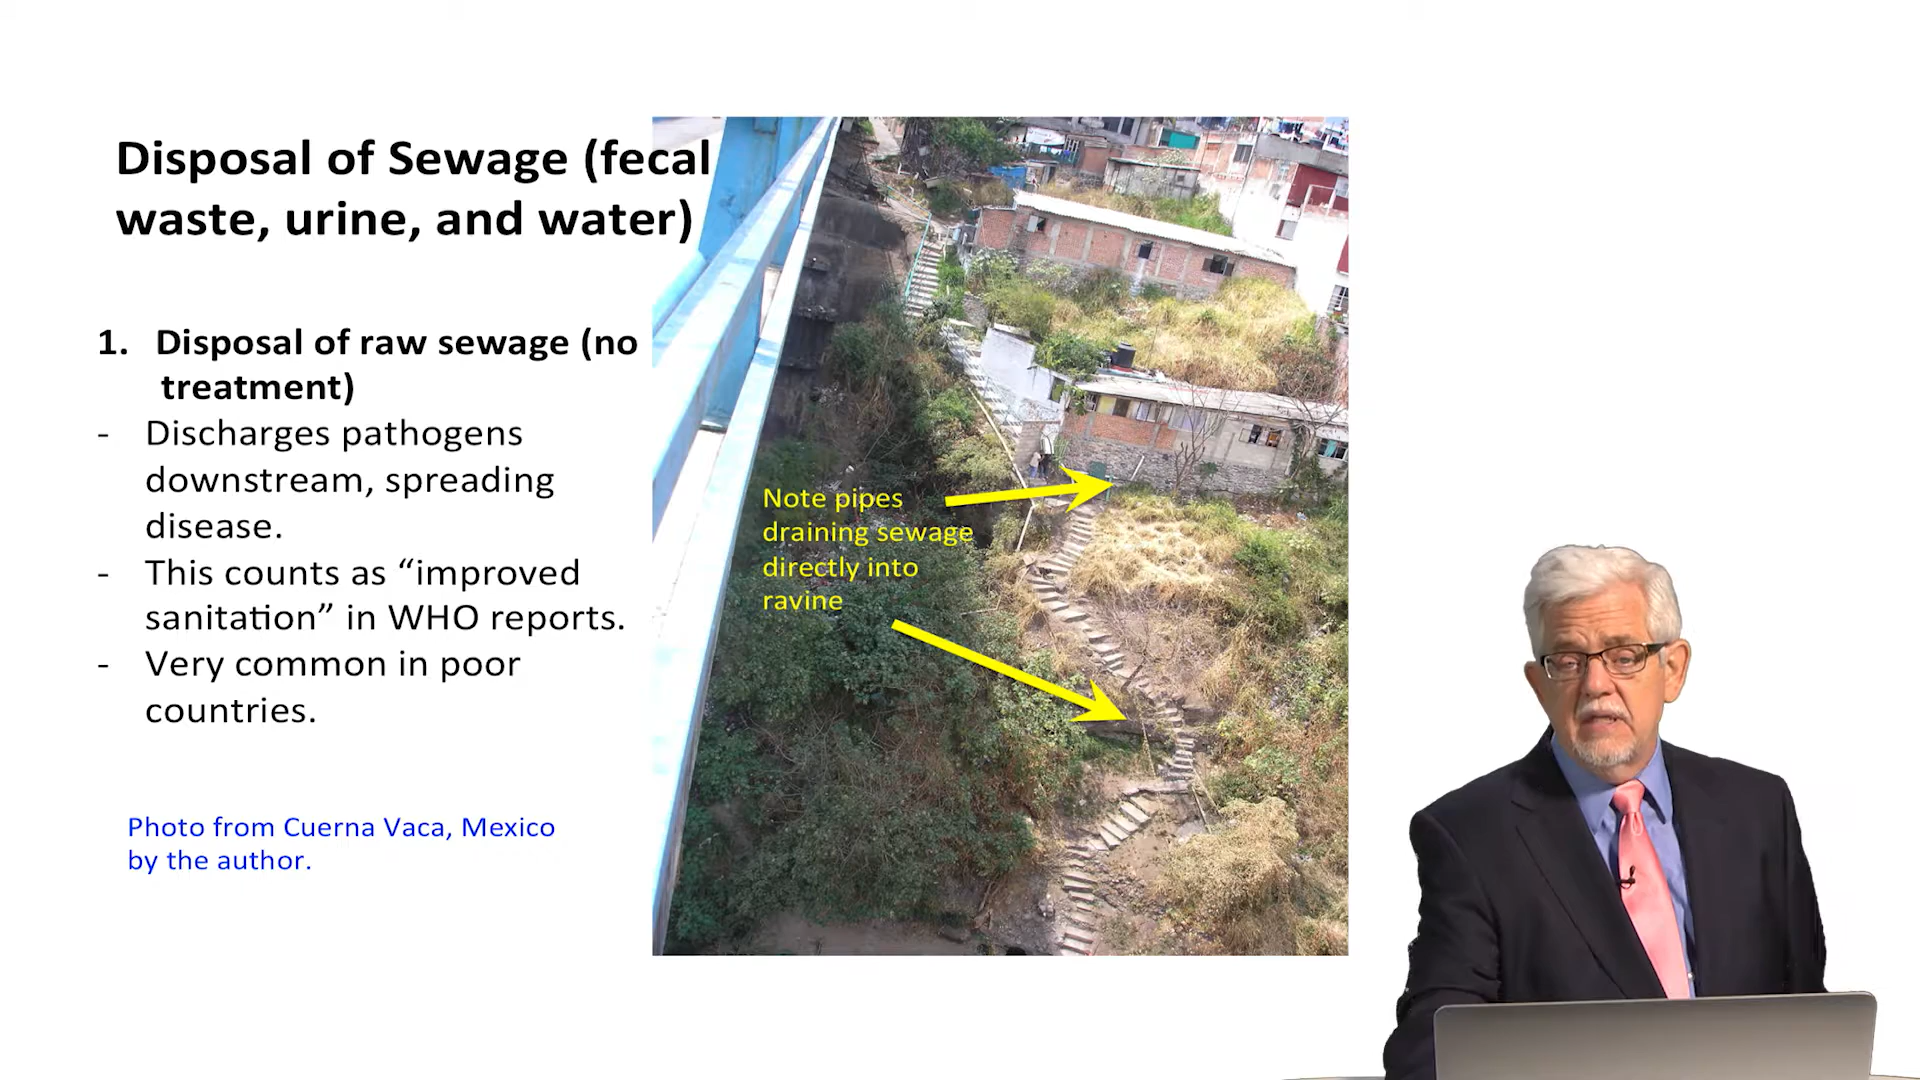 Disposal of Sewage (fecal
waste, urine, and water)
1. Disposal of raw sewage (no
treatment)
- Discharges pathogens
downstream, spreading
disease.
- This counts as “improved
sanitation” in WHO reports.
- Very common in poor
countries.
Photo from Cuerna Vaca, Mexico
by the author.
Note pipes
draining sewage
directly into
ravine